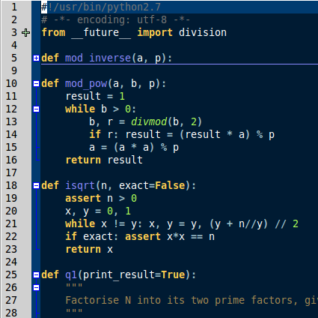 1 #!/usr/bin/python2.7
2 # -*- encoding: utf-8 -*-
3 from __future__ import division
4
5 def mod_inverse(a, p):
9
10 def mod_pow(a, b, p):
11 result = 1
12 while b > 0:
13 b, r = divmod(b, 2)
14 if r: result = (result * a) % p
15 a = (a * a) % p
16 return result
17
18 def isqrt(n, exact=False):
19 assert n > 0
20 x, y = 0, 1
21 while x != y: x, y = y, (y + n//y) // 2
22 if exact: assert x*x == n
23 return x
24
25 def q1(print_result=True):
26 """
27 Factorise N into its two prime factors,
28 """